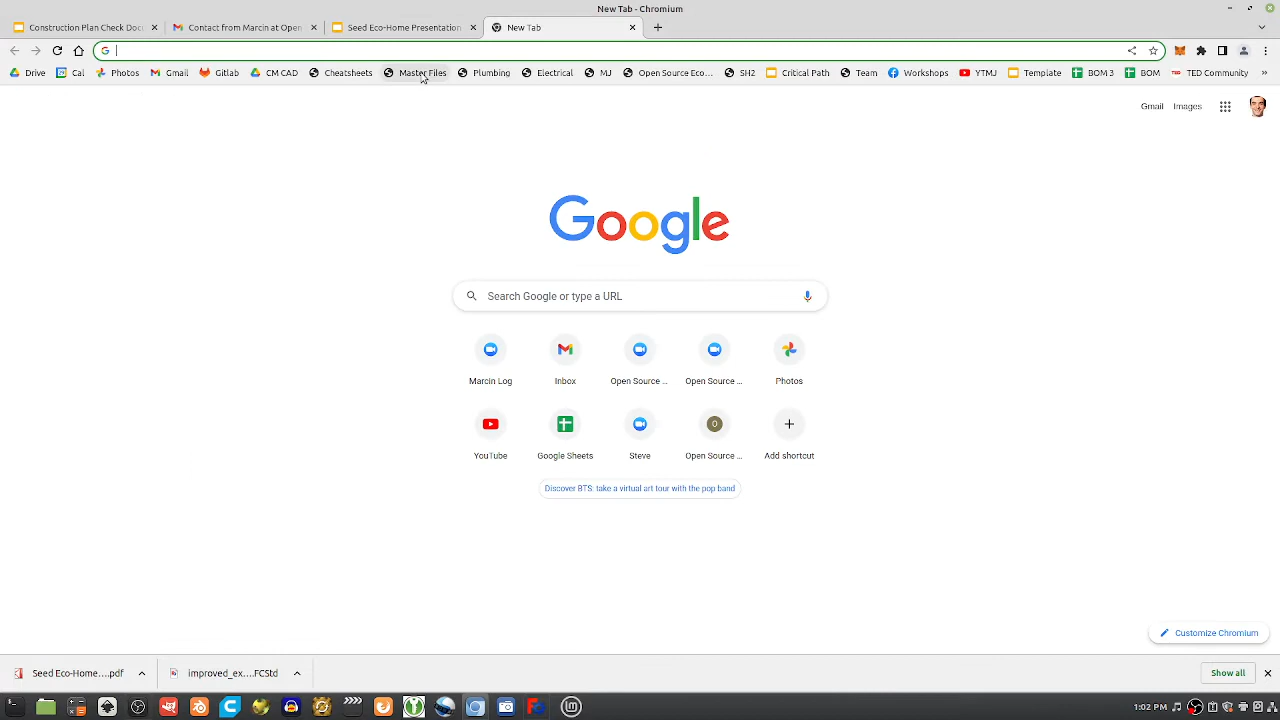 New Tab - Chromium
Construction Plan Check Docu
Contact from Marcin at Open
Seed Eco-Home Presentation
New Tab
Drive
Cal
Photos
Gmail
Gitlab
CM CAD
Cheatsheets
Master Files
Plumbing
Electrical
MJ
Open Source Eco...
SH2
Critical Path
Team
Workshops
YTMJ
Template
BOM 3
BOM
TED Community
Gmail
Images
Google
Search Google or type a URL
Marcin Log
Inbox
Open Source ...
Open Source ...
Photos
YouTube
Google Sheets
Steve
Open Source ...
Add shortcut
Discover BTS: take a virtual art tour with the pop band
Customize Chromium
Seed Eco-Home....pdf
improved_ex....FCStd
Show all
1:02 PM